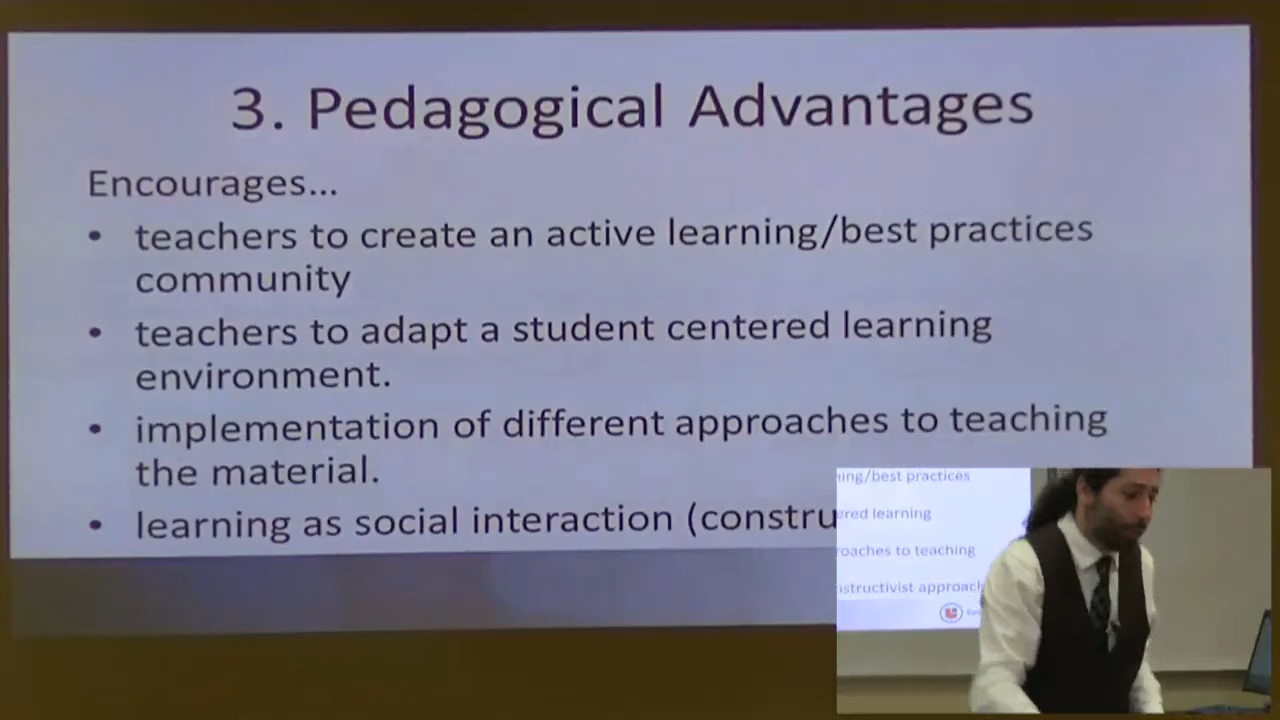 3. Pedagogical Advantages
Encourages...
• teachers to create an active learning/best practices
community
• teachers to adapt a student centered learning
environment.
• implementation of different approaches to teaching
the material.
• learning as social interaction (constru
ing/best practices
ered learning
roaches to teaching
structivist approach